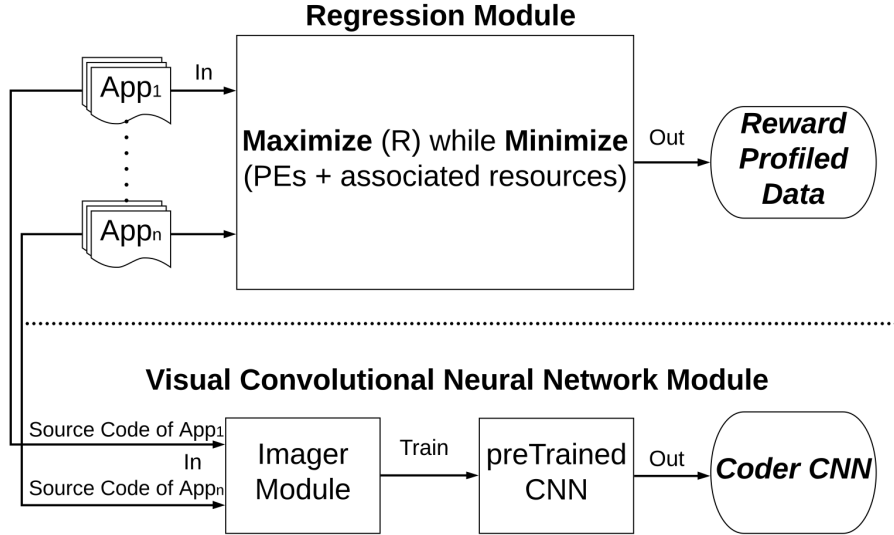 Regression Module
App1
In
Maximize (R) while Minimize
(PEs + associated resources)
Out
Reward
Profiled
Data
Appn
Visual Convolutional Neural Network Module
Source Code of App1
In
Source Code of Appn
Imager
Module
Train
preTrained
CNN
Out
Coder CNN